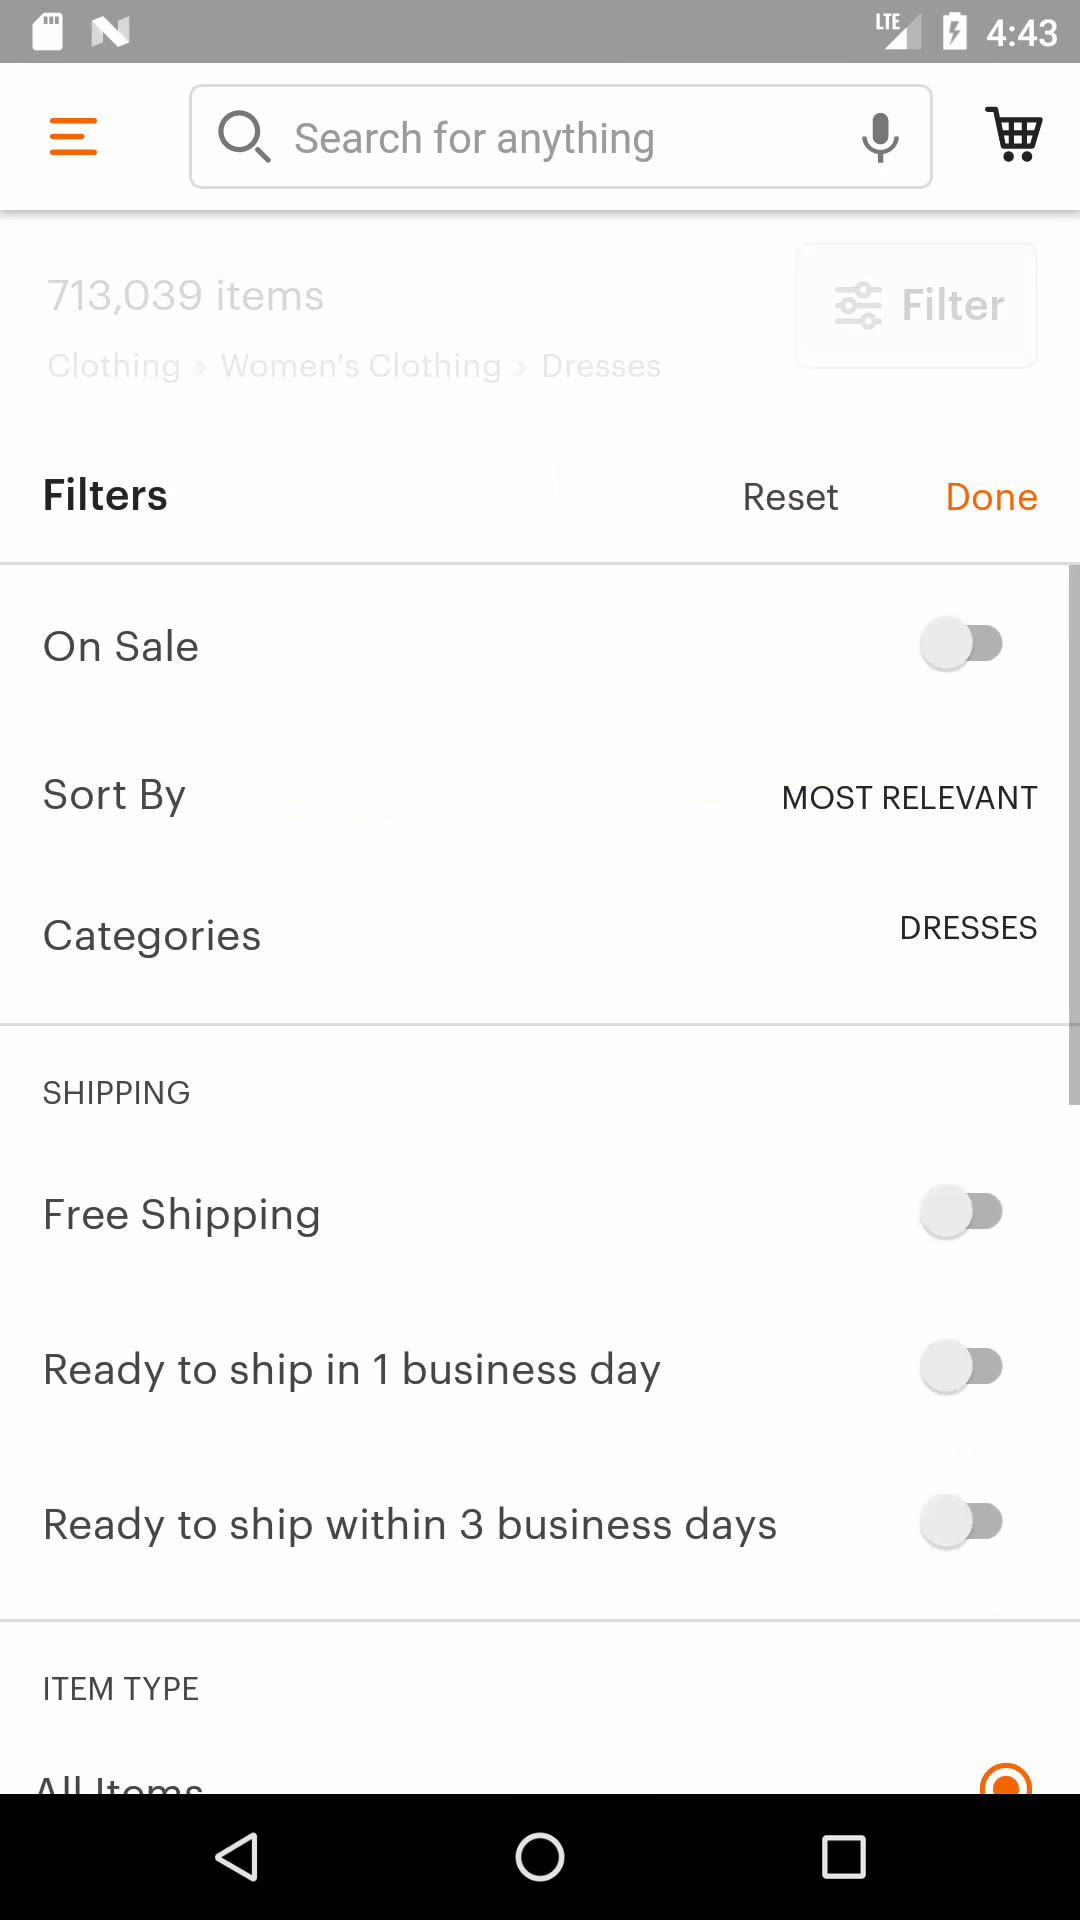 LTE 4:43
Search for anything
713,039 items
Filter
Clothing > Women's Clothing > Dresses
Filters Reset Done
On Sale
Sort By MOST RELEVANT
Categories DRESSES
SHIPPING
Free Shipping
Ready to ship in 1 business day
Ready to ship within 3 business days
ITEM TYPE
All Items